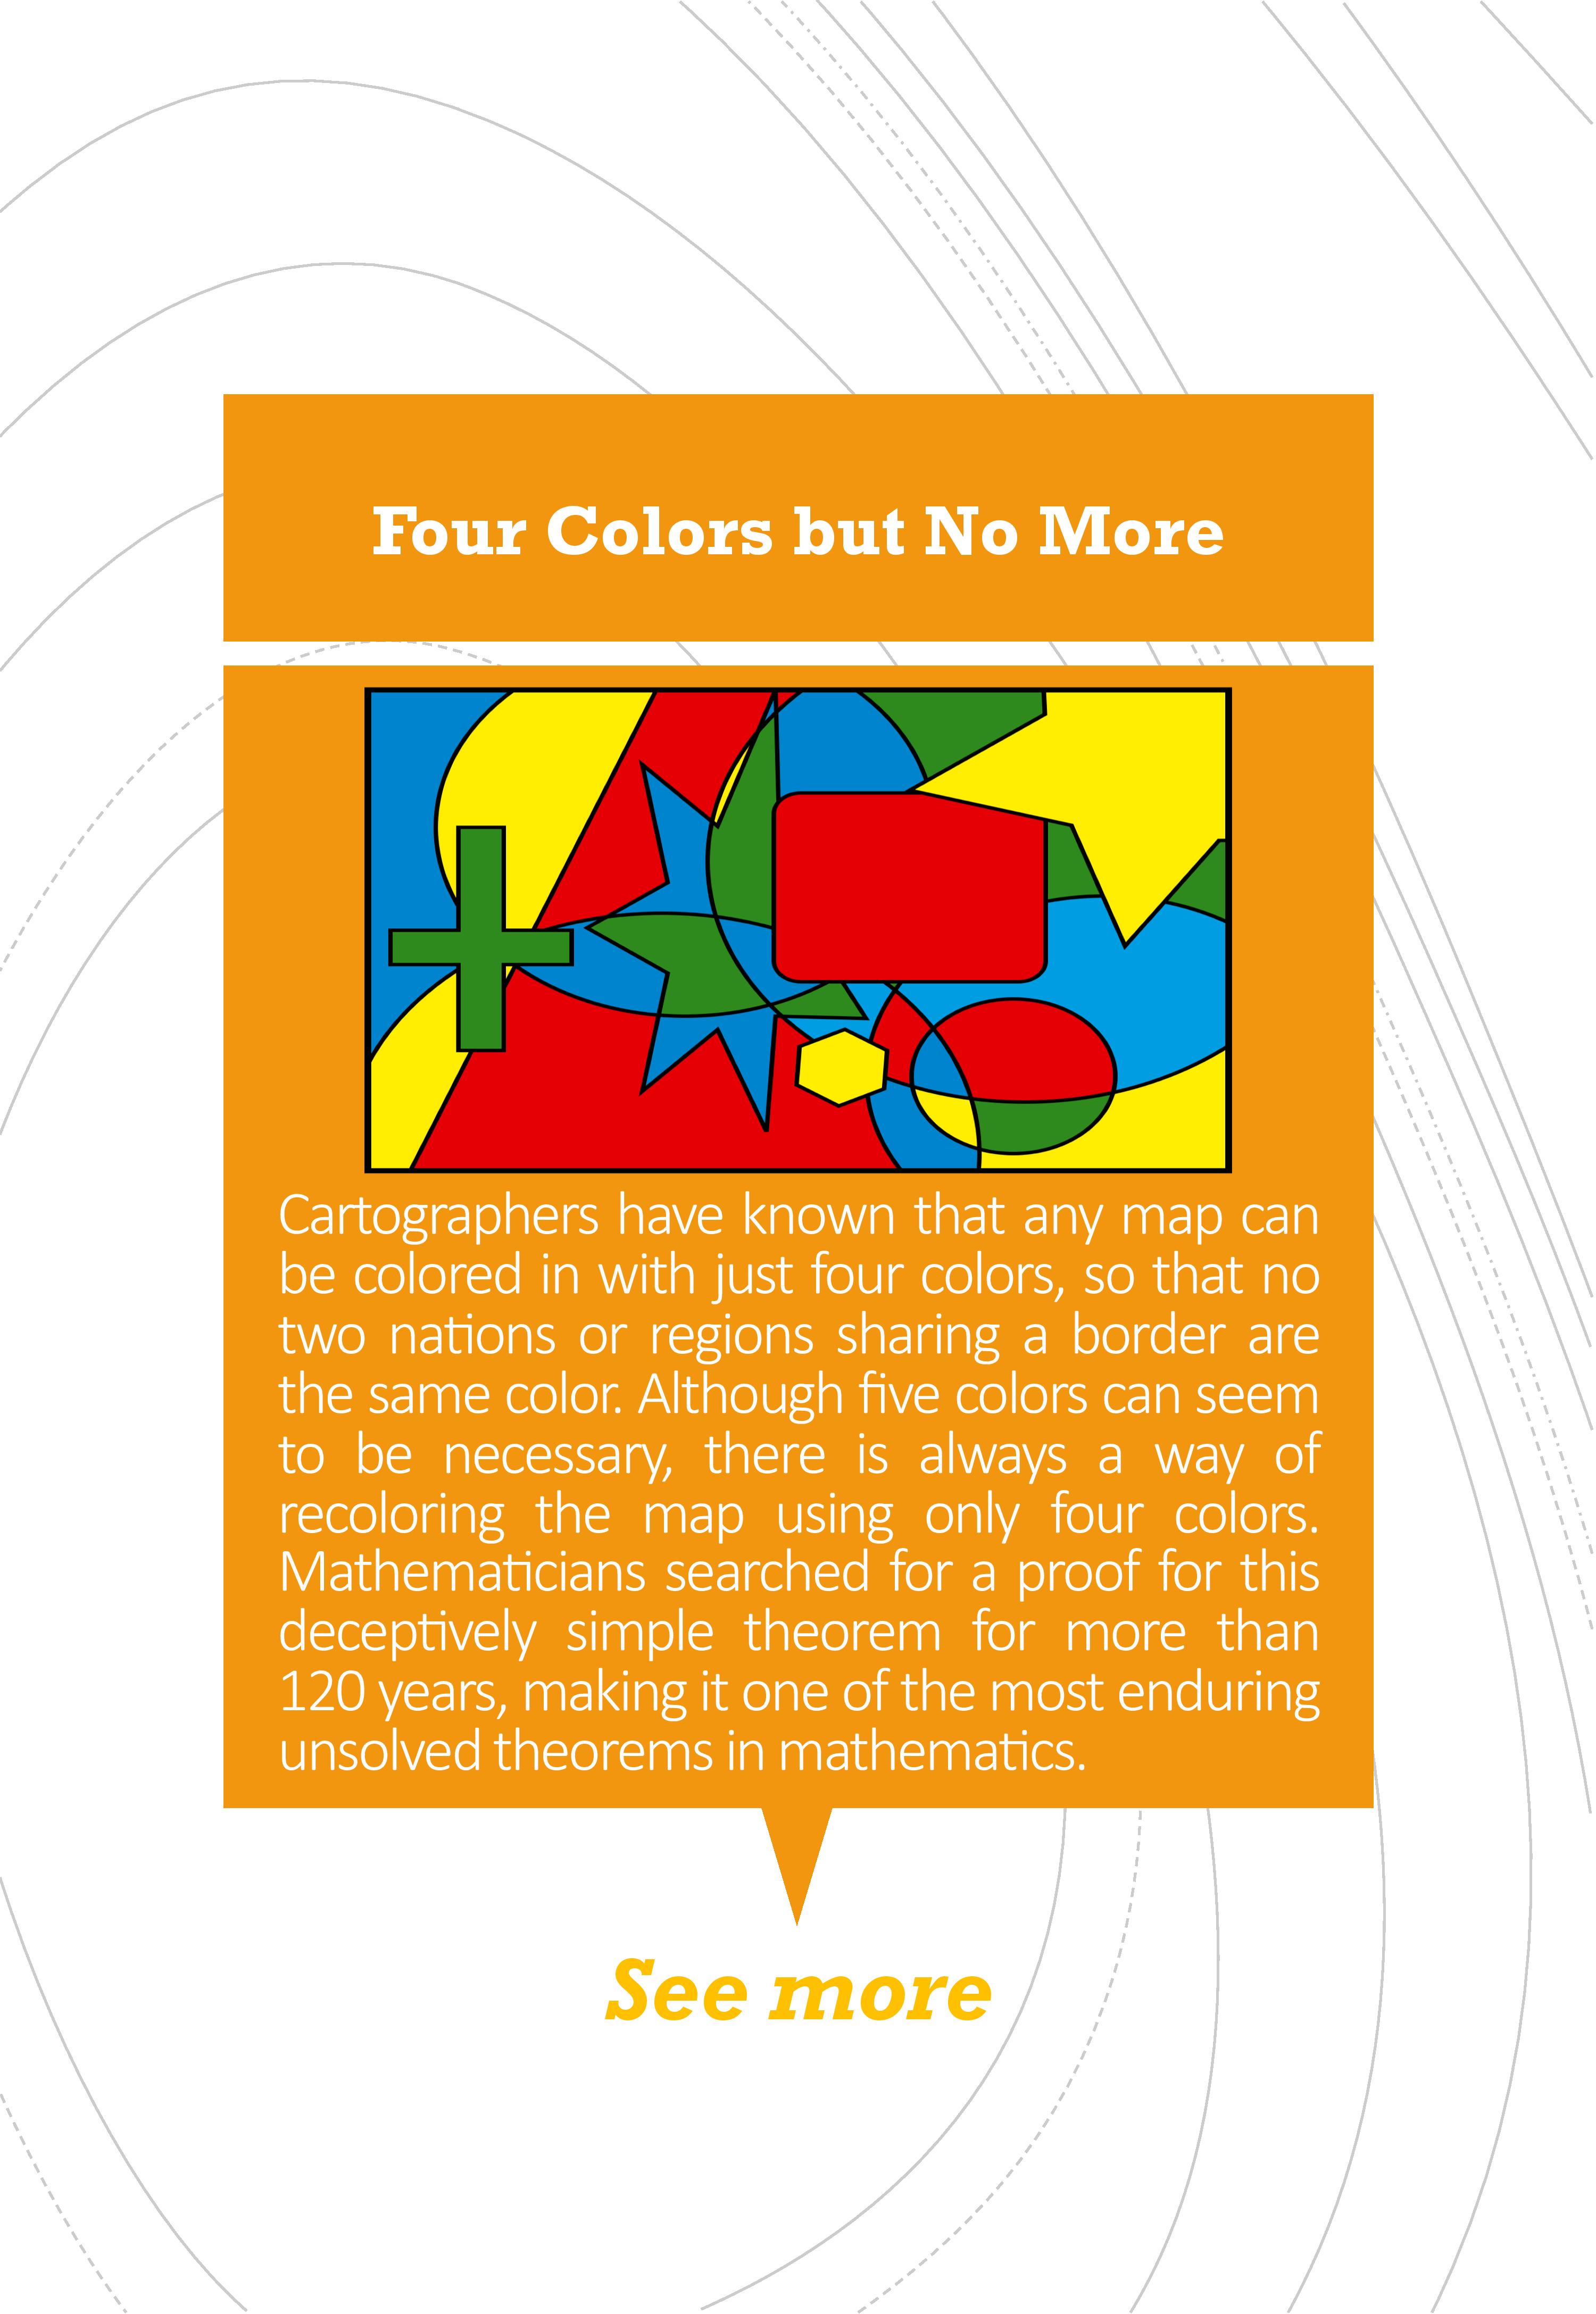 Four Colors but No More
Cartographers have known that any map can
be colored in with just four colors, so that no
two nations or regions sharing a border are
the same color. Although five colors can seem
to be necessary, there is always a way of
recoloring the map using only four colors.
Mathematicians searched for a proof for this
deceptively simple theorem for more than
120 years, making it one of the most enduring
unsolved theorems in mathematics.
See more